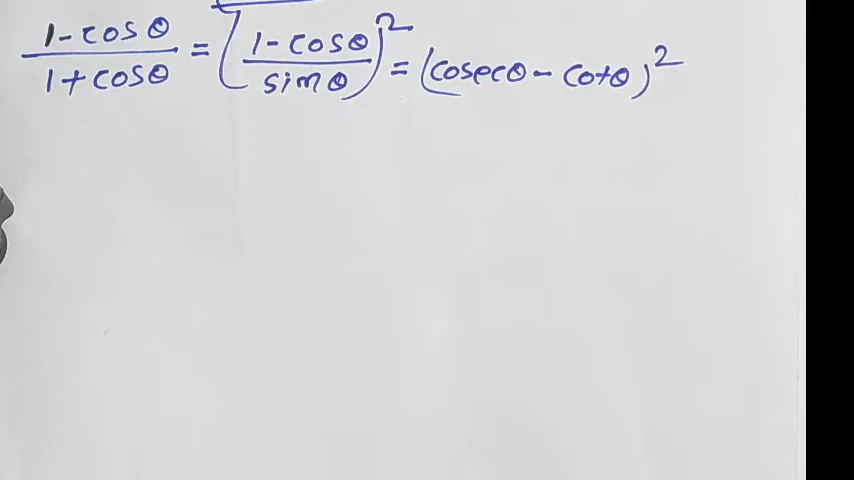 1-cosθ/1+cosθ = (1-cosθ/sinθ)² = (cosecθ - cotθ)²